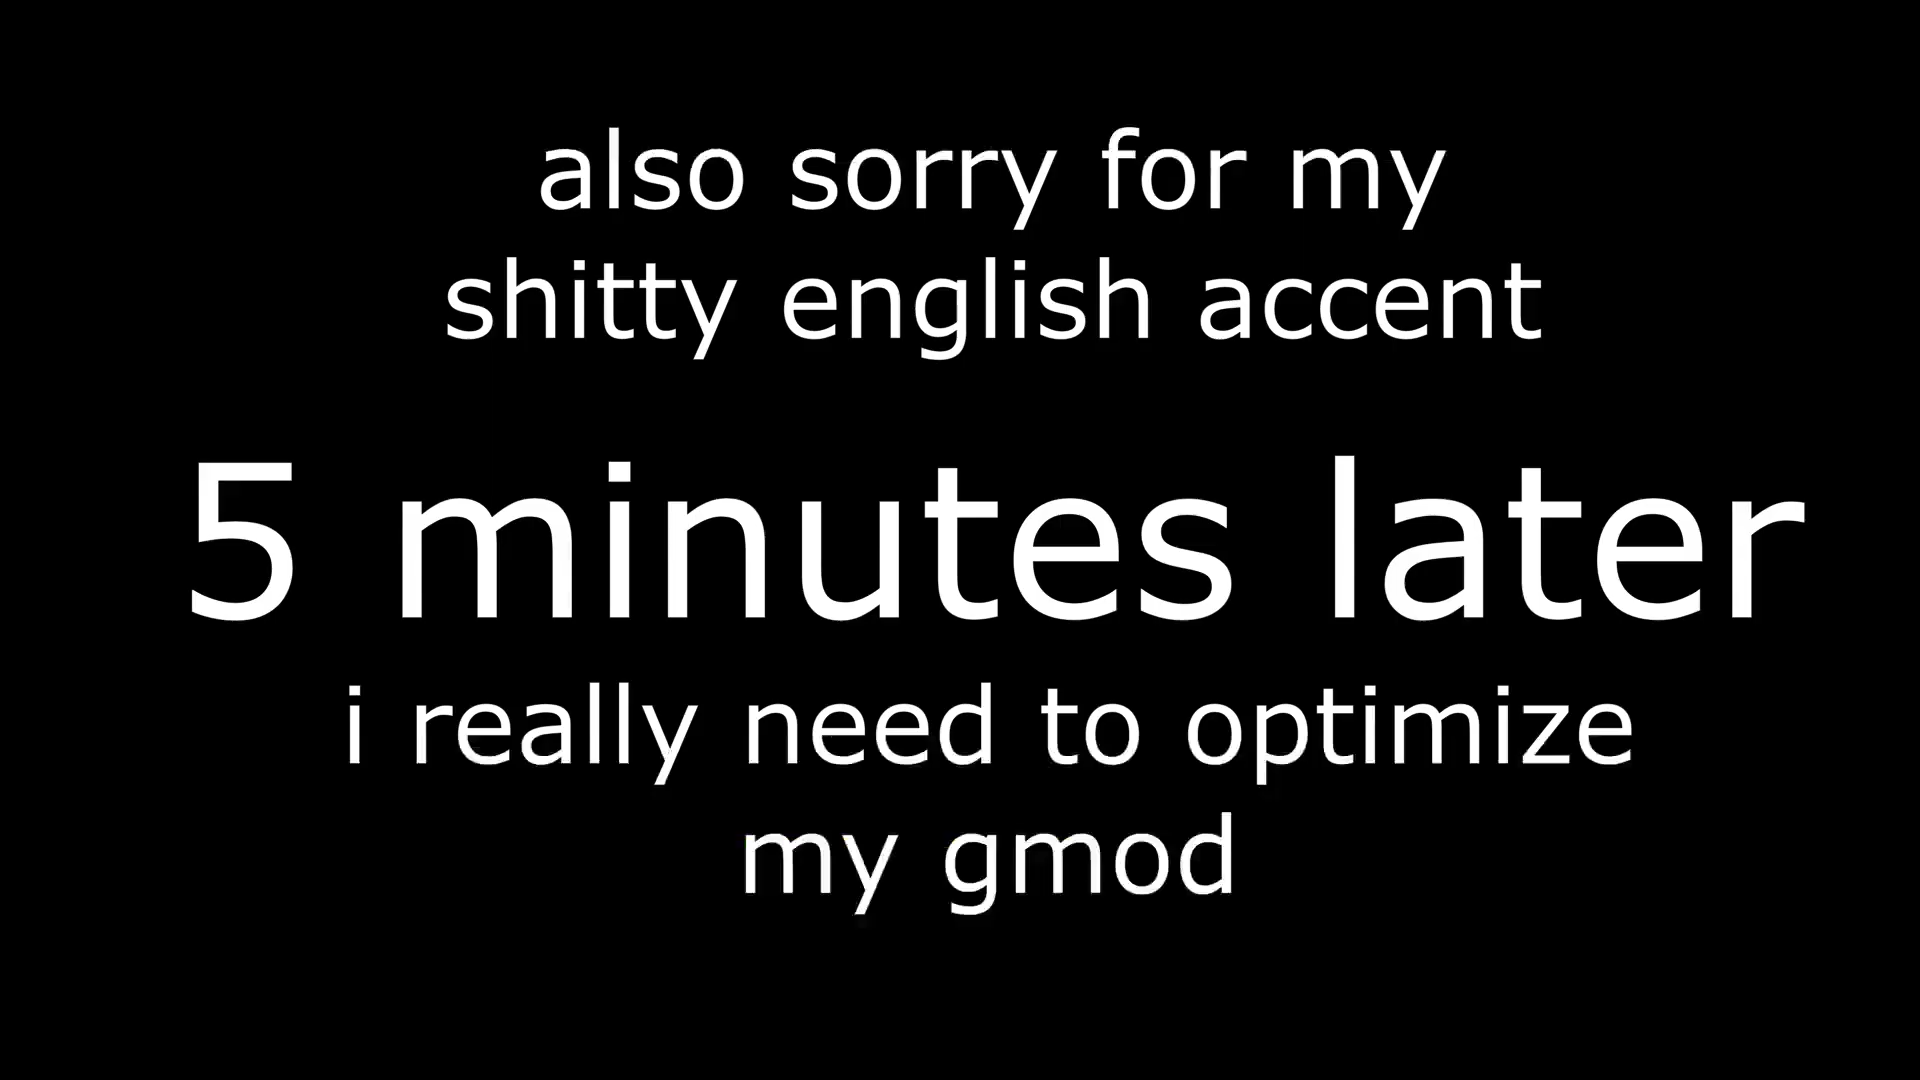 also sorry for my
shitty english accent
5 minutes later
i really need to optimize
my gmod